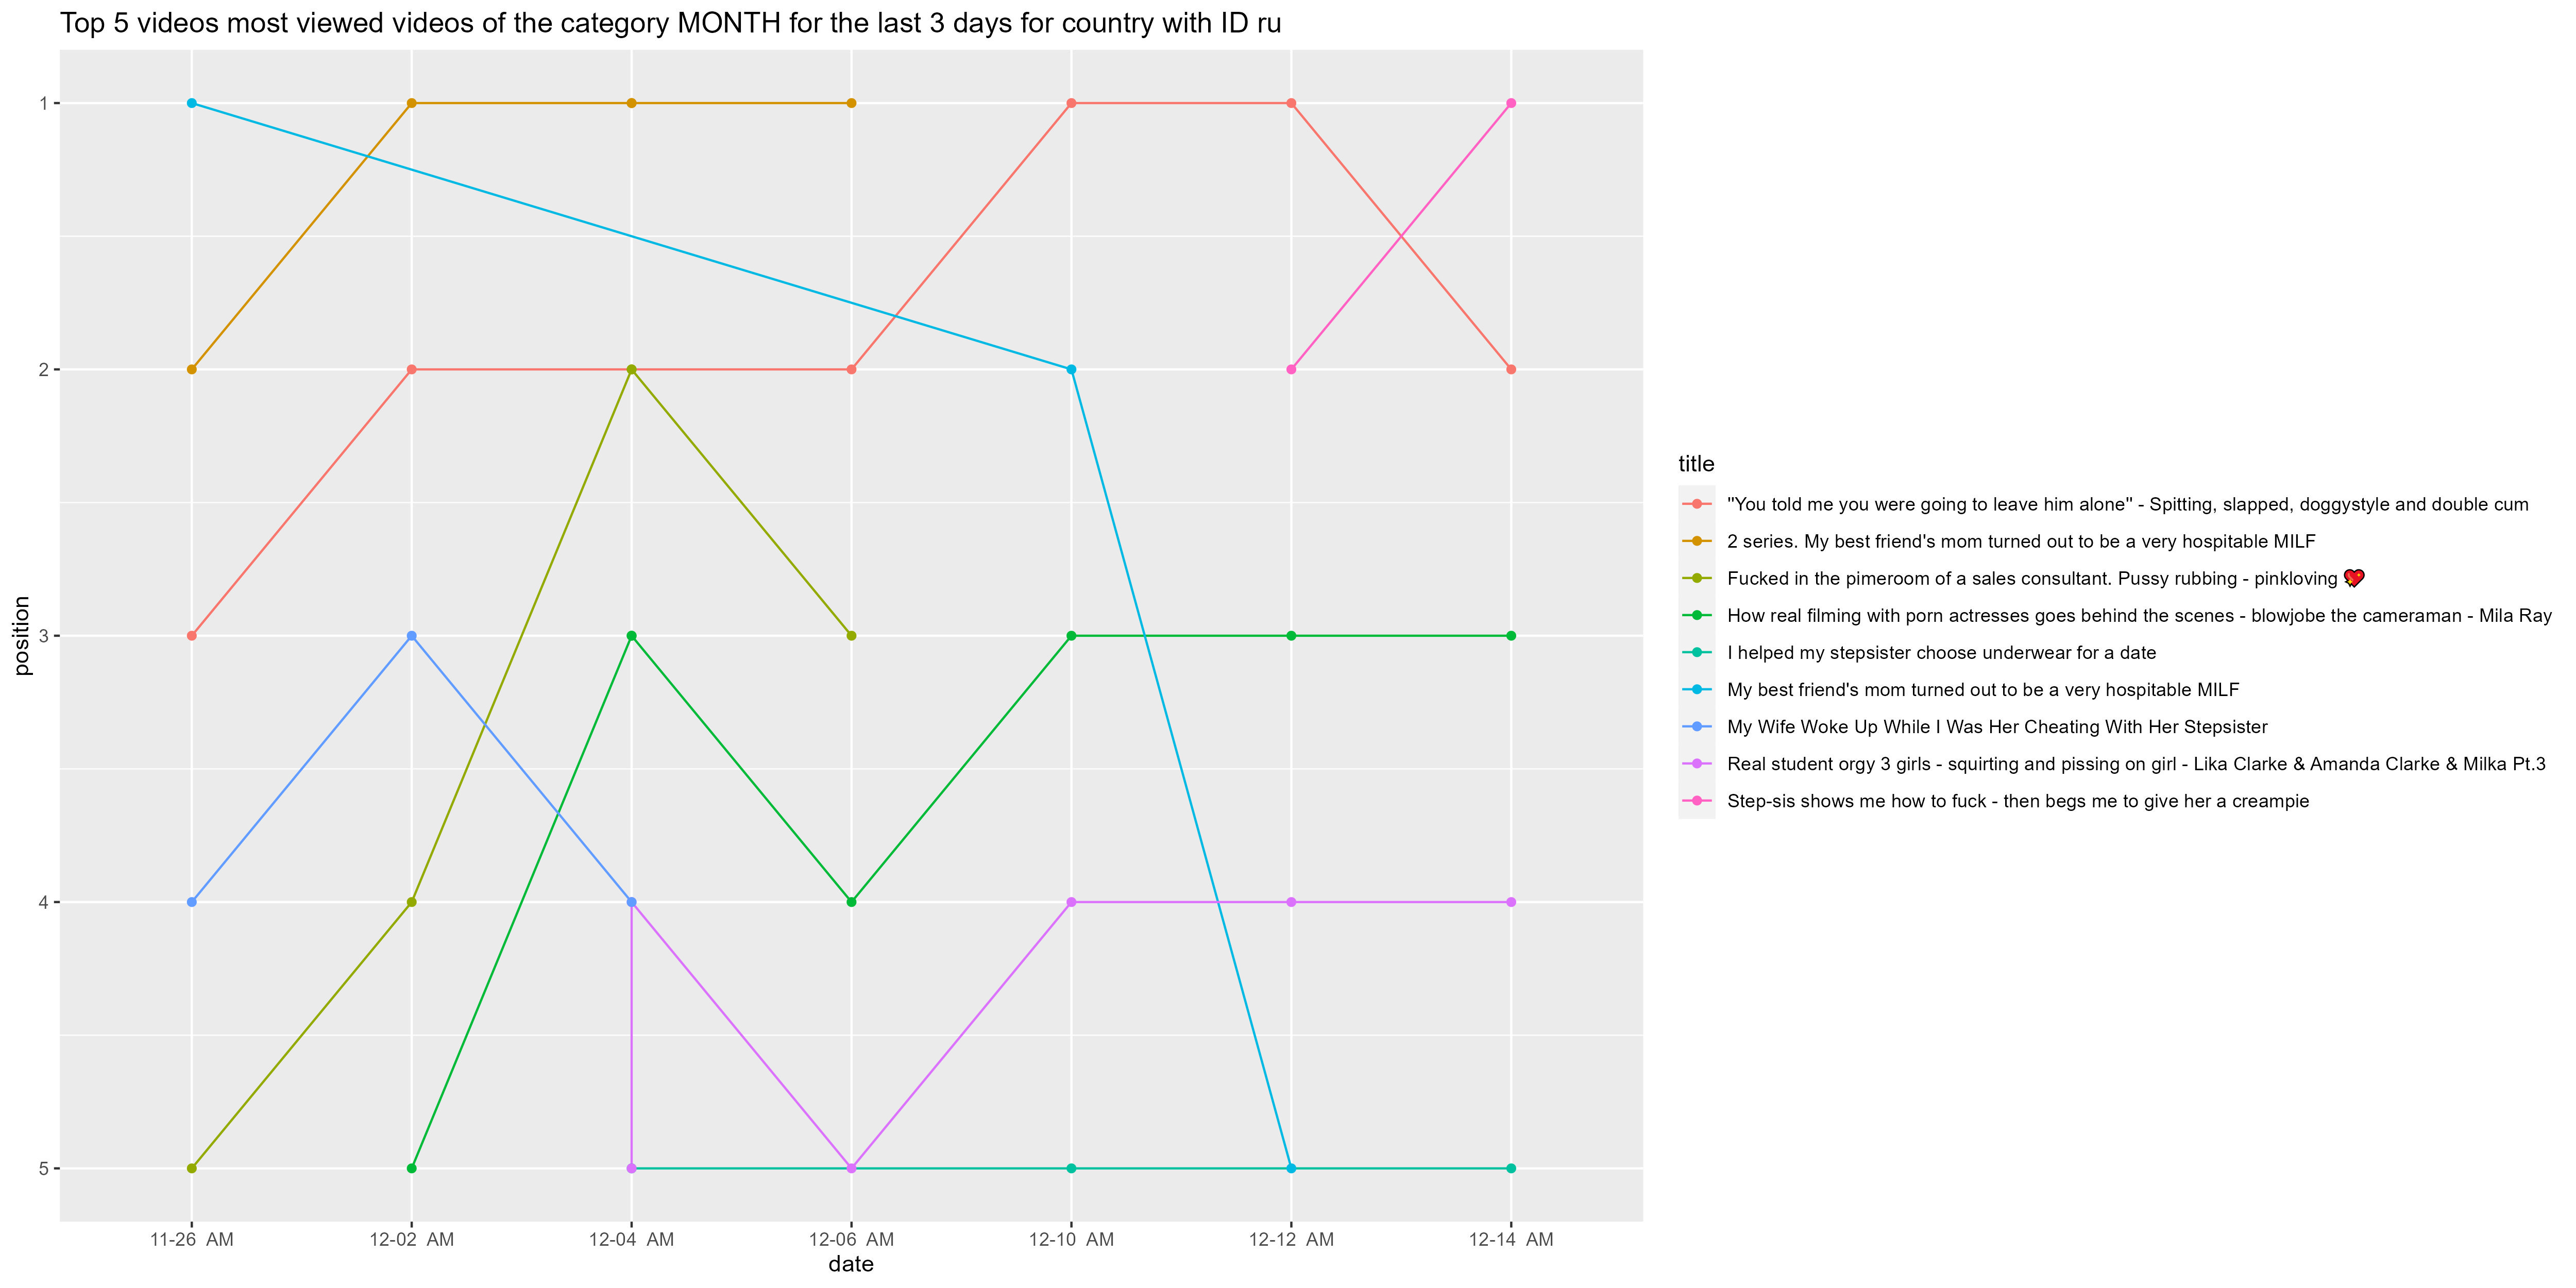 Top 5 videos most viewed videos of the category MONTH for the last 3 days for country with ID ru
position
1
2
3
4
5
11-26 AM
12-02 AM
12-04 AM
12-06 AM
12-10 AM
12-12 AM
12-14 AM
date
title
"You told me you were going to leave him alone" - Spitting, slapped, doggystyle and double cum
2 series. My best friend's mom turned out to be a very hospitable MILF
Fucked in the pimeroom of a sales consultant. Pussy rubbing - pinkloving 💖
How real filming with porn actresses goes behind the scenes - blowjobe the cameraman - Mila Ray
I helped my stepsister choose underwear for a date
My best friend's mom turned out to be a very hospitable MILF
My Wife Woke Up While I Was Her Cheating With Her Stepsister
Real student orgy 3 girls - squirting and pissing on girl - Lika Clarke & Amanda Clarke & Milka Pt.3
Step-sis shows me how to fuck - then begs me to give her a creampie